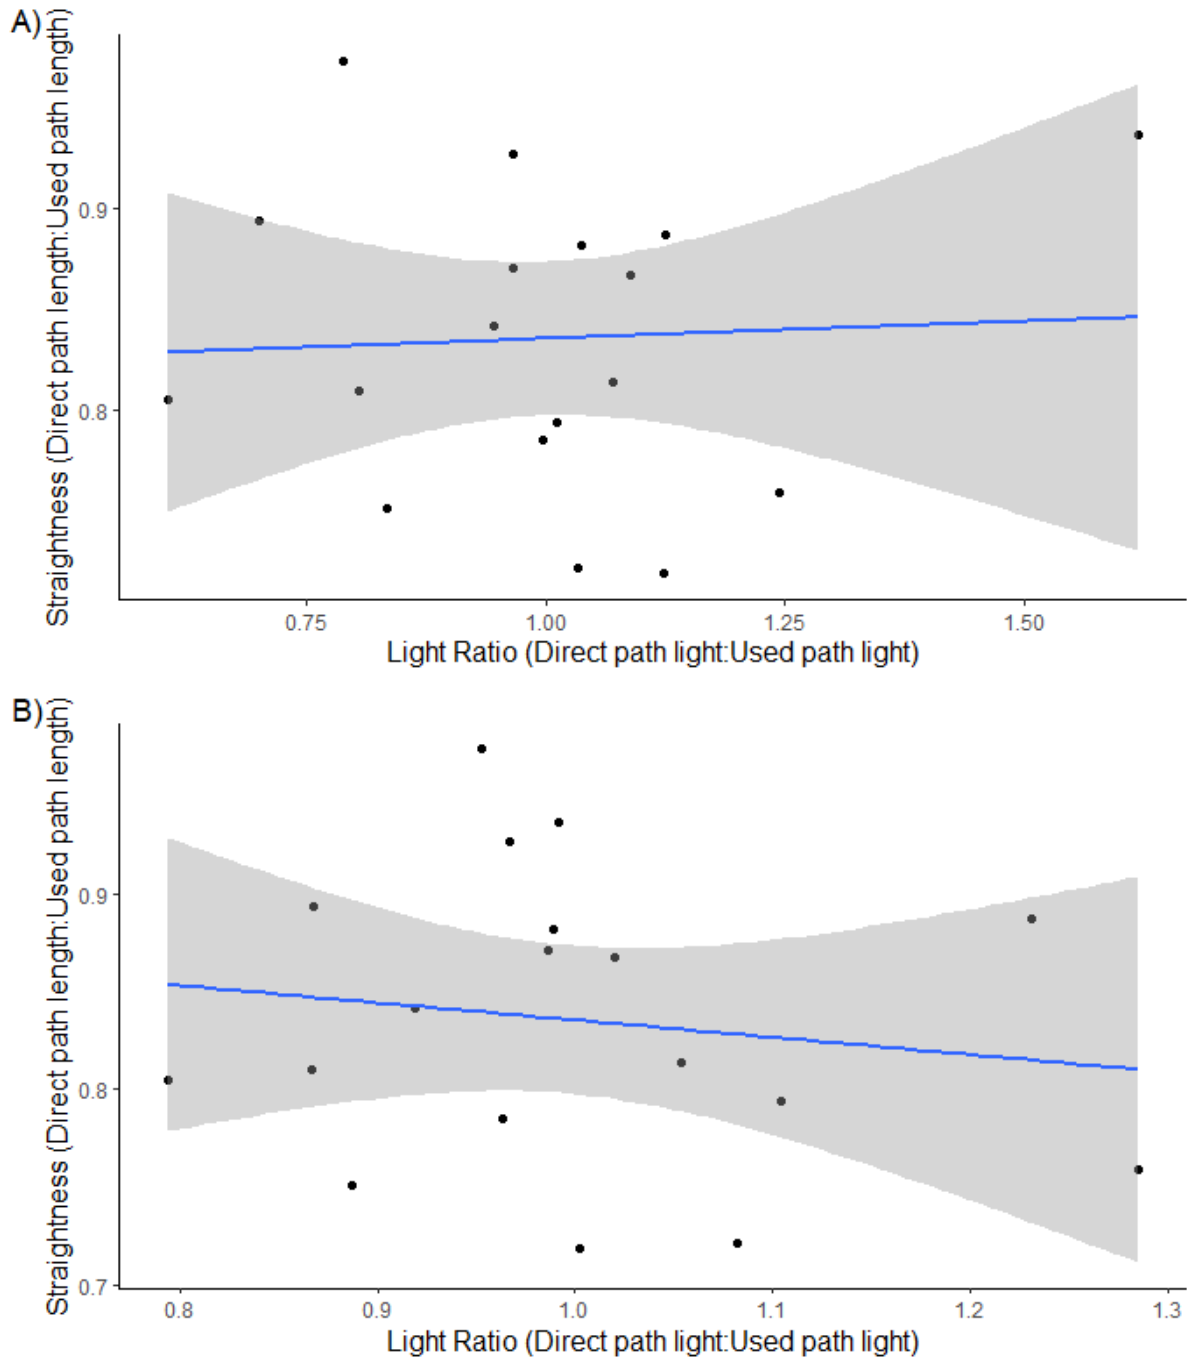 A)
Straightness (Direct path length:Used path length)
0.9
0.8
0.75 1.00 1.25 1.50
Light Ratio (Direct path light:Used path light)
B)
Straightness (Direct path length:Used path length)
0.9
0.8
0.7
0.8 0.9 1.0 1.1 1.2 1.3
Light Ratio (Direct path light:Used path light)